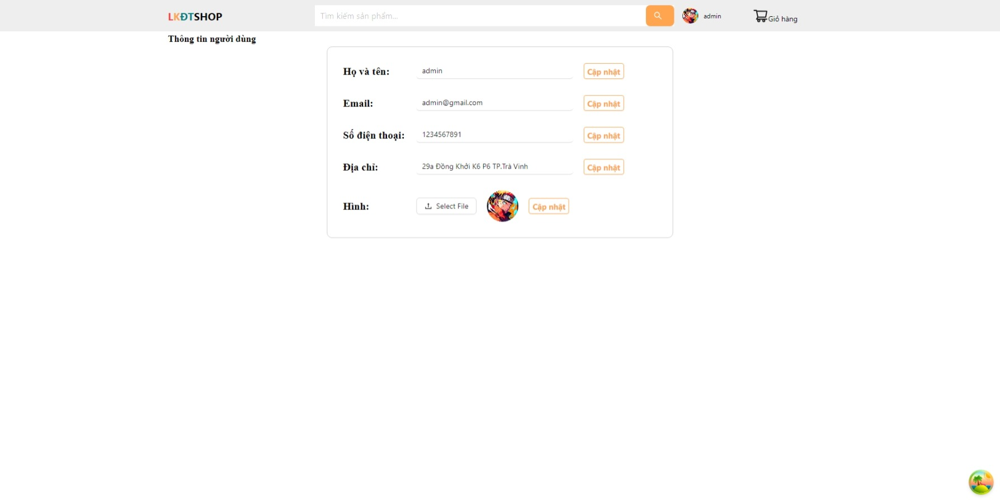 LKĐTSHOP
Tìm kiếm sản phẩm...
admin
Giỏ hàng
Thông tin người dùng
Họ và tên:
admin
Cập nhật
Email:
admin@gmail.com
Cập nhật
Số điện thoại:
1234567891
Cập nhật
Địa chỉ:
29a Đồng Khởi K6 P6 TP.Trà Vinh
Cập nhật
Hình:
Select File
Cập nhật